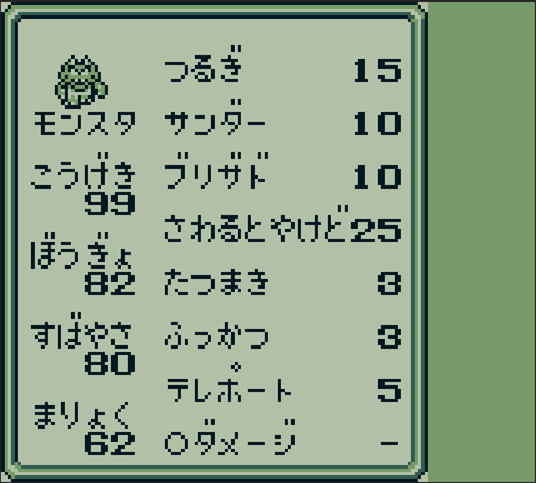 つるぎ 15
モンスタ サンダー 10
こうげき ブリザド 10
99
さわるとやけど25
ぼうぎょ
82 たつまき 3
すばやさ ふっかつ 3
80
テレポート 5
まりょく
62 ○ダメージ -